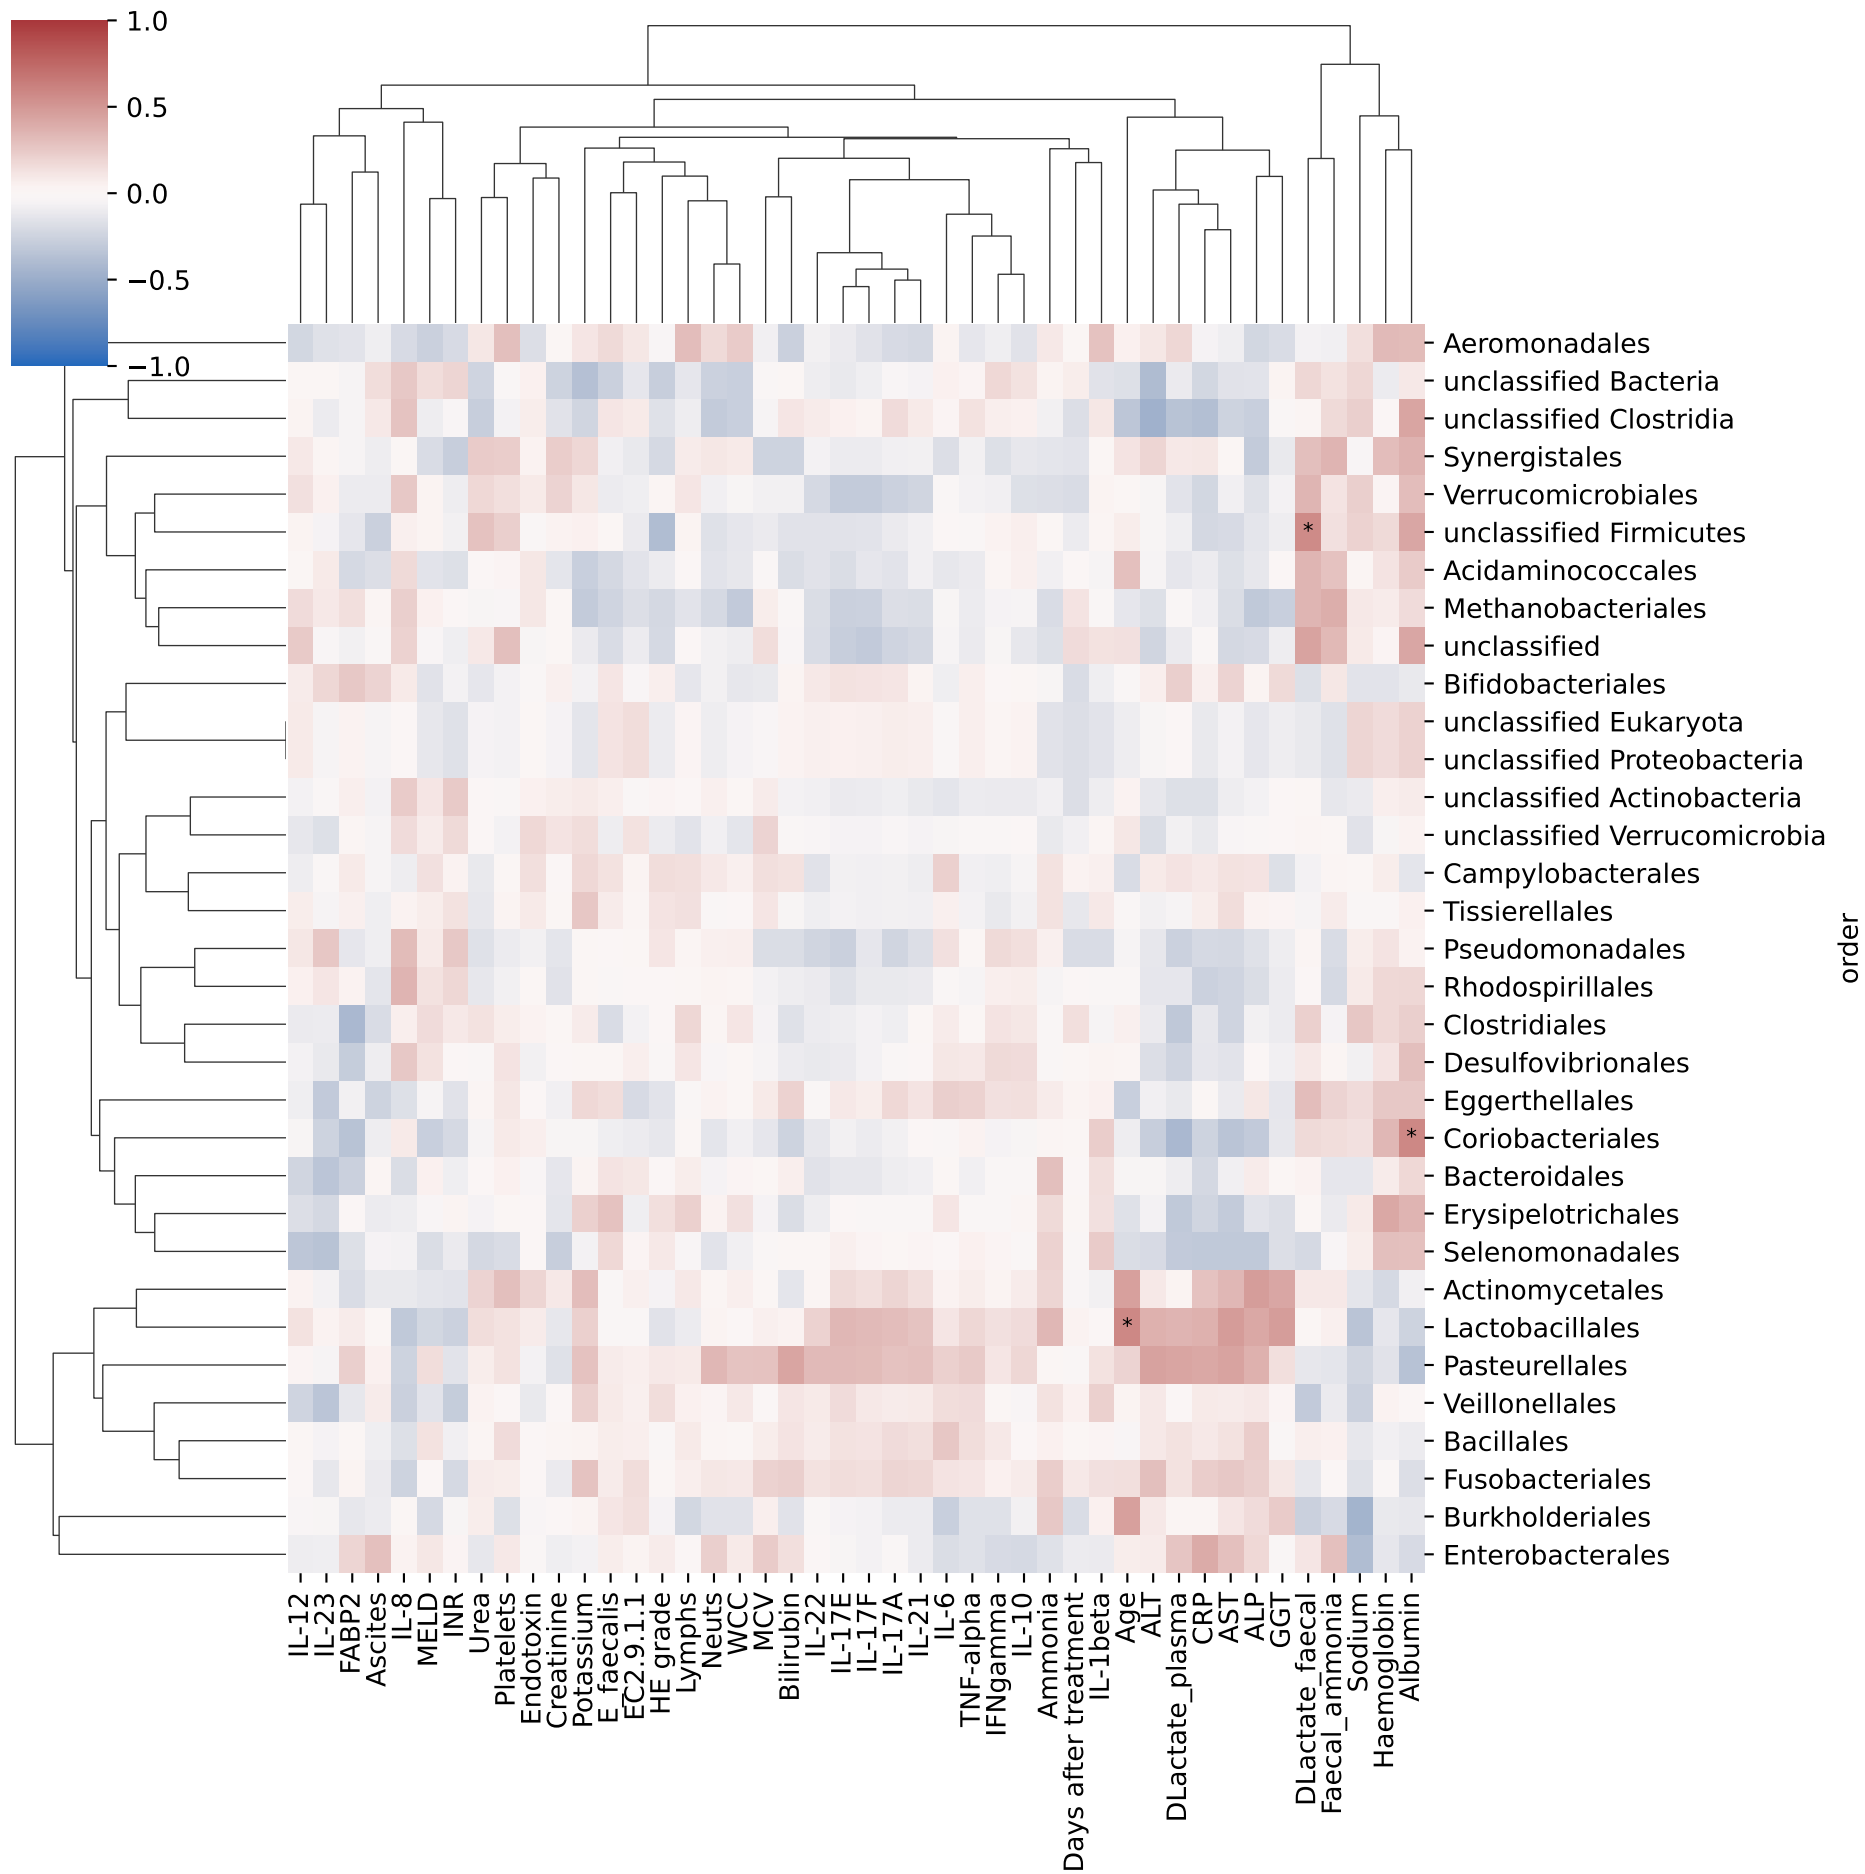 1.0
0.5
0.0
−0.5
−1.0
Aeromonadales
unclassified Bacteria
unclassified Clostridia
Synergistales
Verrucomicrobiales
*
unclassified Firmicutes
Acidaminococcales
Methanobacteriales
unclassified
Bifidobacteriales
unclassified Eukaryota
unclassified Proteobacteria
unclassified Actinobacteria
unclassified Verrucomicrobia
Campylobacterales
Tissierellales
Pseudomonadales
Rhodospirillales
Clostridiales
Desulfovibrionales
Eggerthellales
*
Coriobacteriales
Bacteroidales
Erysipelotrichales
Selenomonadales
Actinomycetales
*
Lactobacillales
Pasteurellales
Veillonellales
Bacillales
Fusobacteriales
Burkholderiales
Enterobacterales
order
IL-12
IL-23
FABP2
Ascites
IL-8
MELD
INR
Urea
Platelets
Endotoxin
Creatinine
Potassium
E_faecalis
EC2.9.1.1
HE grade
Lymphs
Neuts
WCC
MCV
Bilirubin
IL-22
IL-17E
IL-17F
IL-17A
IL-21
IL-6
TNF-alpha
IFNgamma
IL-10
Ammonia
Days after treatment
IL-1beta
Age
ALT
DLactate_plasma
CRP
AST
ALP
GGT
DLactate_faecal
Faecal_ammonia
Sodium
Haemoglobin
Albumin